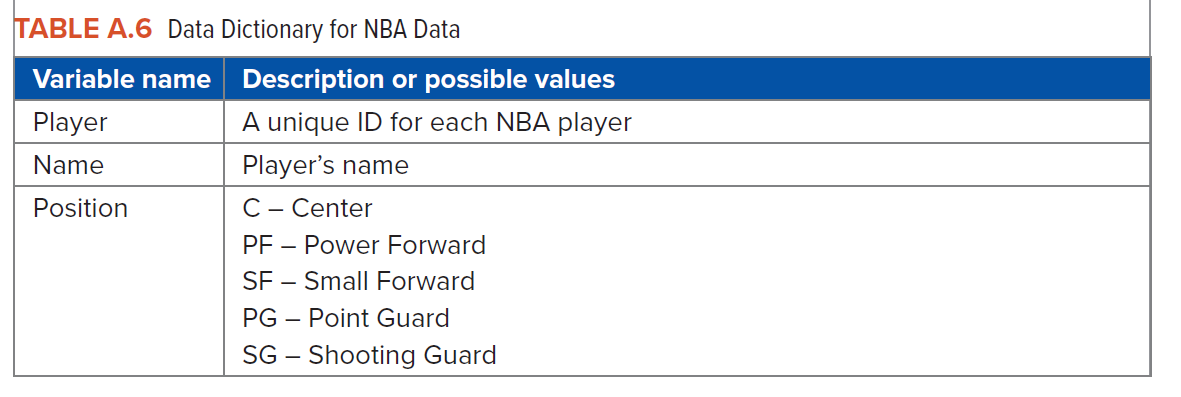 TABLE A.6 Data Dictionary for NBA Data
Variable name Description or possible values
Player A unique ID for each NBA player
Name Player’s name
Position C – Center
PF – Power Forward
SF – Small Forward
PG – Point Guard
SG – Shooting Guard